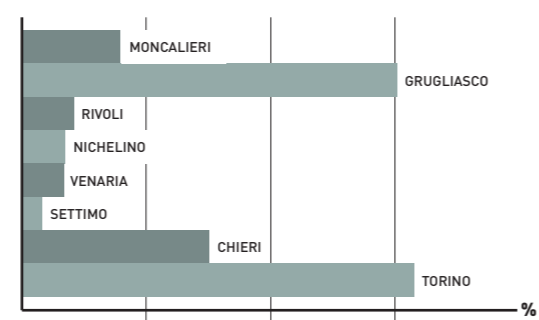 MONCALIERI
GRUGLIASCO
RIVOLI
NICHELINO
VENARIA
SETTIMO
CHIERI
TORINO
%